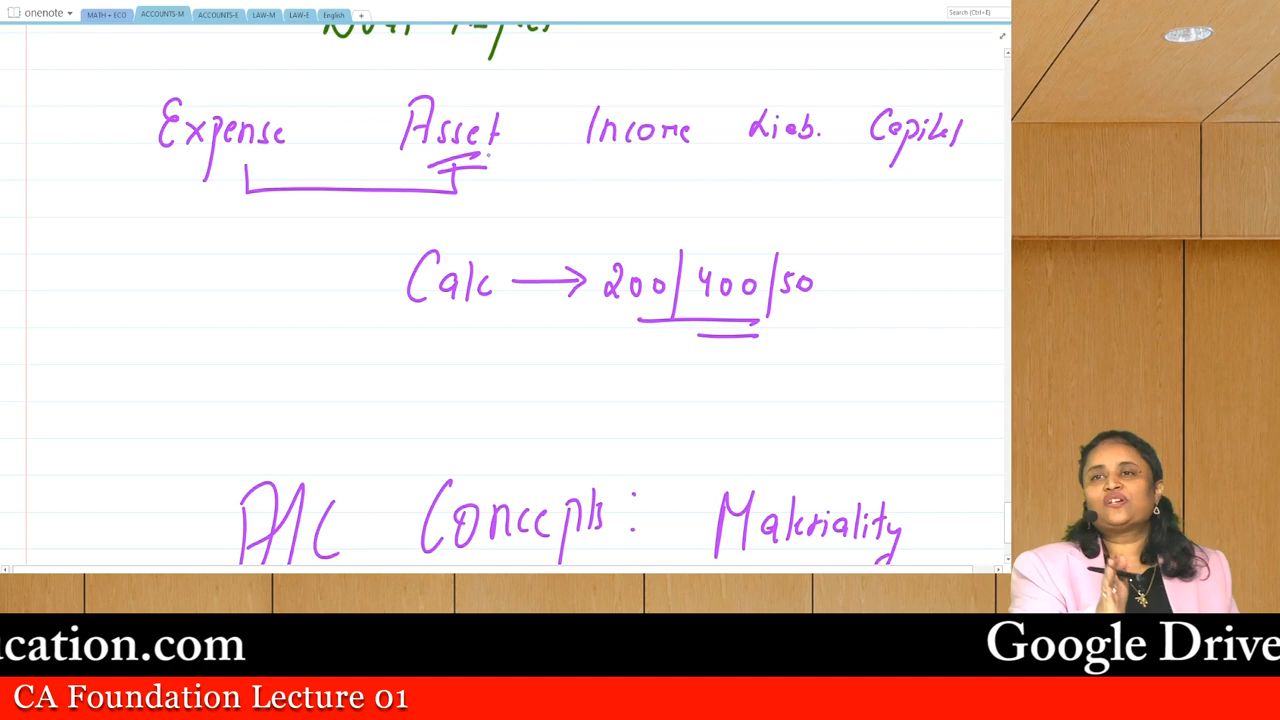 onenote MATH + ECO ACCOUNTS-M ACCOUNTS-E LAW-M LAW-E English + Search (Ctrl+E)
Expense Asset Income Liab. Capital
Calc → 200 | 400 | 50
A/C Concepts : Materiality
ucation.com Google Drive
CA Foundation Lecture 01